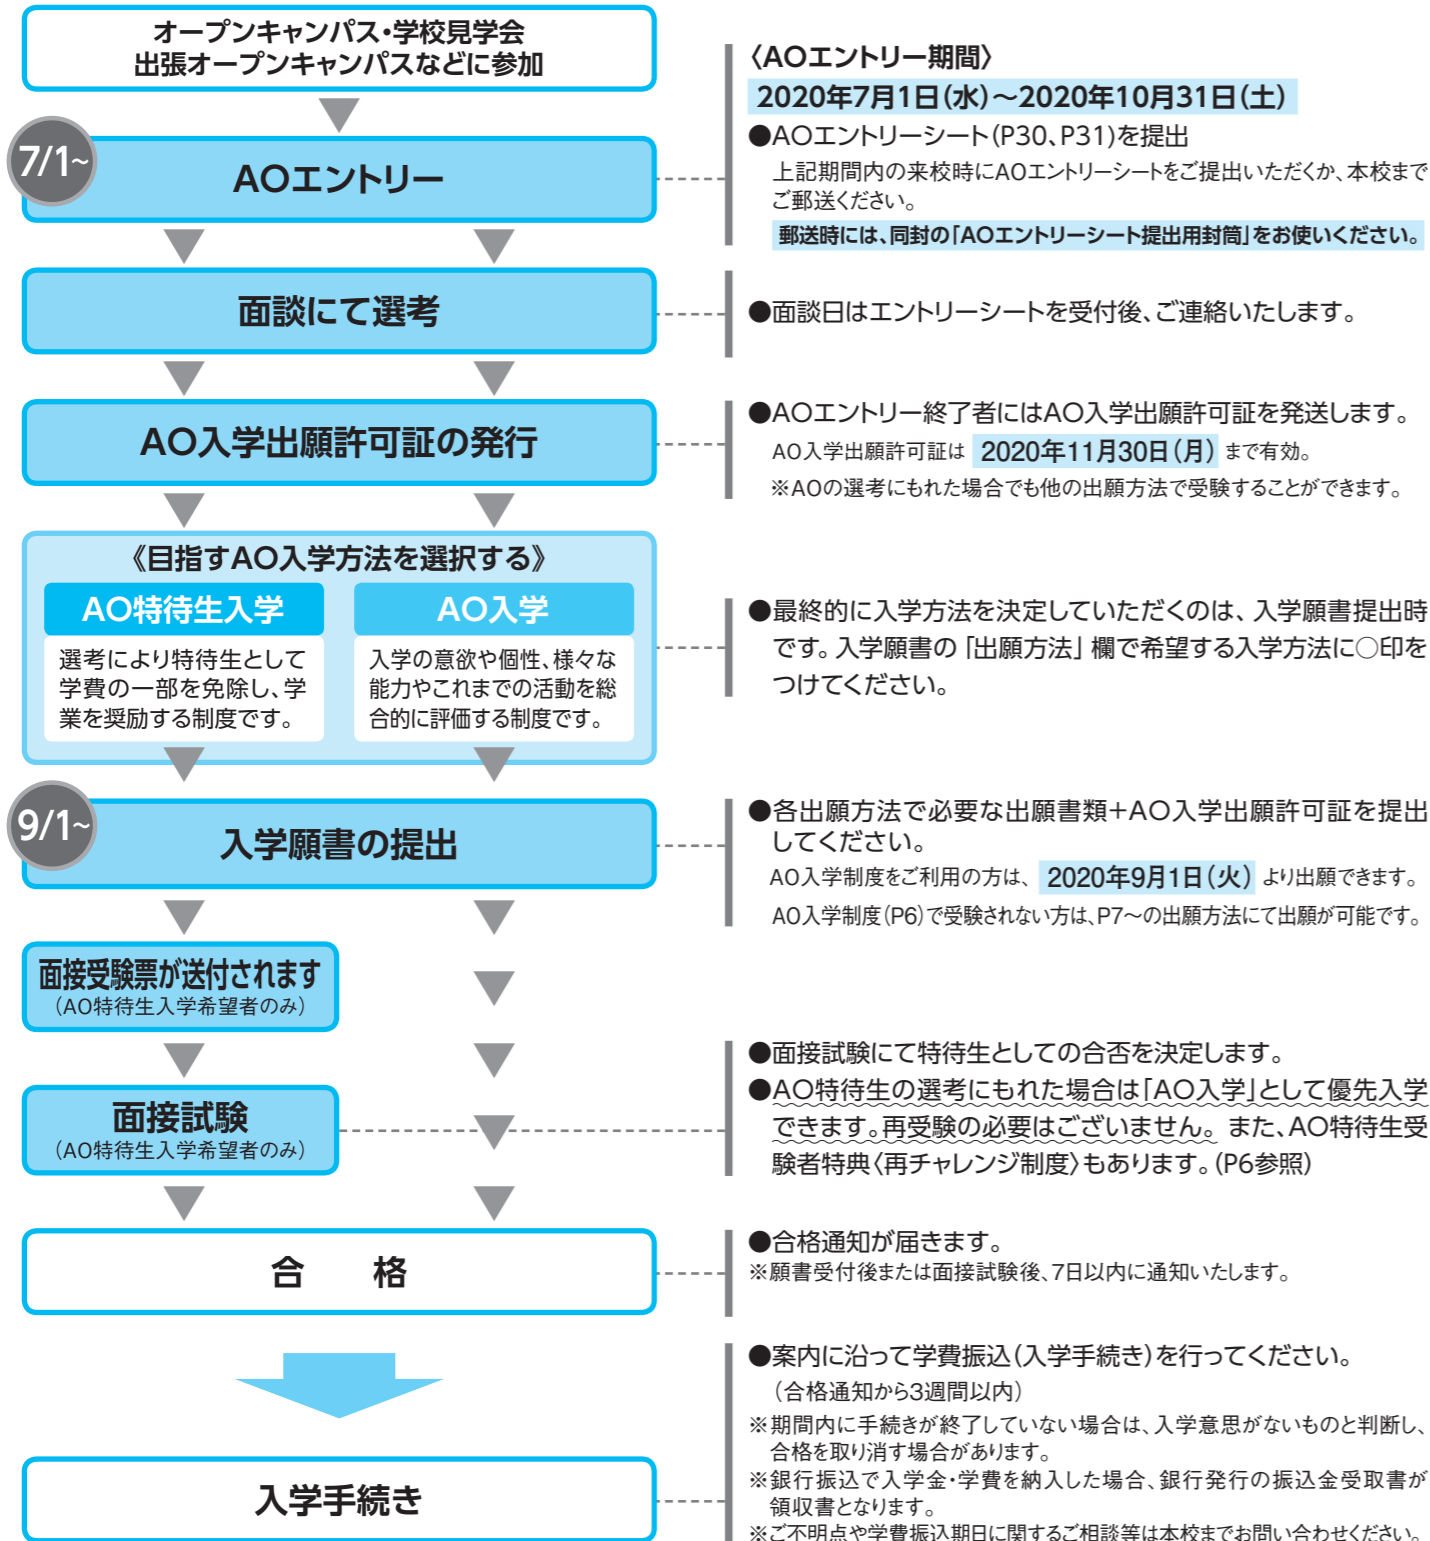 オープンキャンパス・学校見学会
出張オープンキャンパスなどに参加
7/1~
AOエントリー
〈AOエントリー期間〉
2020年7月1日(水)～2020年10月31日(土)
●AOエントリーシート(P30、P31)を提出
上記期間内の来校時にAOエントリーシートをご提出いただくか、本校まで
ご郵送ください。
郵送時には、同封の「AOエントリーシート提出用封筒」をお使いください。
面談にて選考
●面談日はエントリーシートを受付後、ご連絡いたします。
AO入学出願許可証の発行
●AOエントリー終了者にはAO入学出願許可証を発送します。
AO入学出願許可証は 2020年11月30日(月) まで有効。
※AOの選考にもれた場合でも他の出願方法で受験することができます。
《目指すAO入学方法を選択する》
AO特待生入学
選考により特待生として
学費の一部を免除し、学
業を奨励する制度です。
AO入学
入学の意欲や個性、様々な
能力やこれまでの活動を総
合的に評価する制度です。
●最終的に入学方法を決定していただくのは、入学願書提出時
です。入学願書の「出願方法」欄で希望する入学方法に○印を
つけてください。
9/1~
入学願書の提出
●各出願方法で必要な出願書類+AO入学出願許可証を提出
してください。
AO入学制度をご利用の方は、 2020年9月1日(火) より出願できます。
AO入学制度(P6)で受験されない方は、P7～の出願方法にて出願が可能です。
面接受験票が送付されます
(AO特待生入学希望者のみ)
面接試験
(AO特待生入学希望者のみ)
●面接試験にて特待生としての合否を決定します。
●AO特待生の選考にもれた場合は「AO入学」として優先入学
できます。再受験の必要はございません。また、AO特待生受
験者特典〈再チャレンジ制度〉もあります。(P6参照)
合　格
●合格通知が届きます。
※願書受付後または面接試験後、7日以内に通知いたします。
入学手続き
●案内に沿って学費振込(入学手続き)を行ってください。
(合格通知から3週間以内)
※期間内に手続きが終了していない場合は、入学意思がないものと判断し、
合格を取り消す場合があります。
※銀行振込で入学金・学費を納入した場合、銀行発行の振込金受取書が
領収書となります。
※ご不明点や学費振込期日に関するご相談等は本校までお問い合わせください。